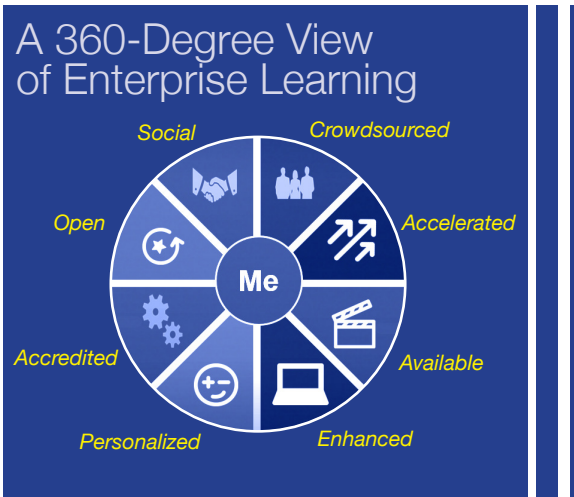 A 360-Degree View
of Enterprise Learning
Social
Crowdsourced
Open
Accelerated
Me
Accredited
Available
Personalized
Enhanced